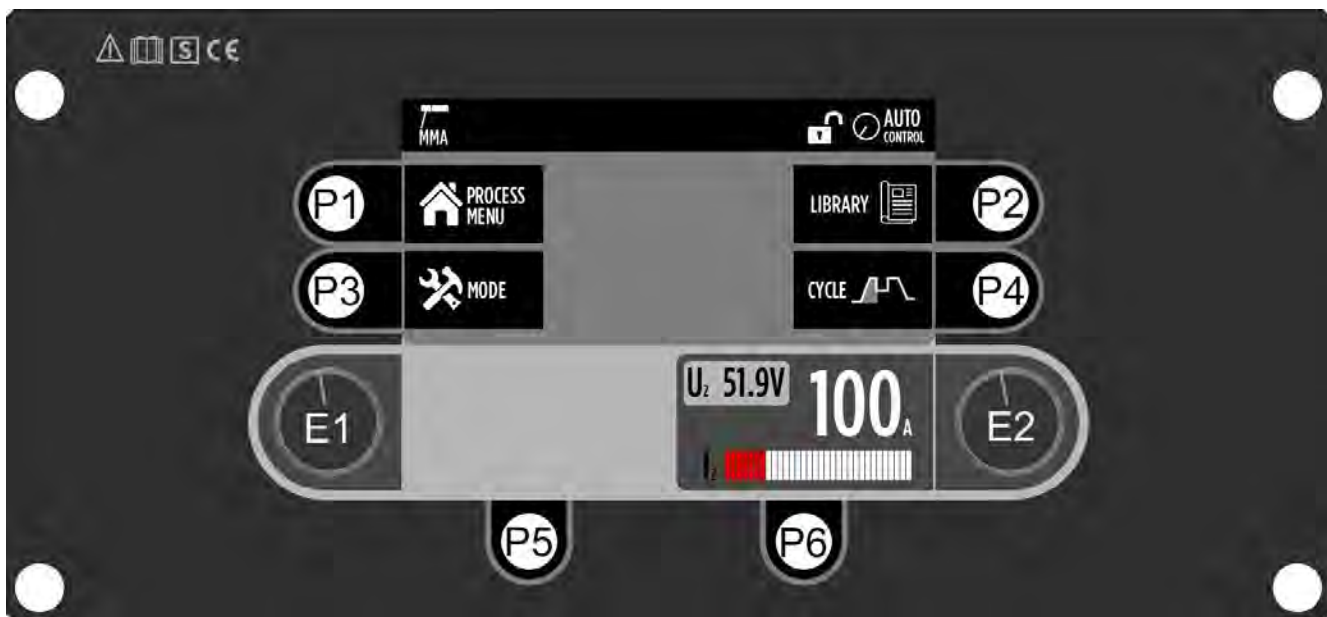 S CE
MMA
AUTO
CONTROL
P1
PROCESS
MENU
LIBRARY
P2
P3
MODE
CYCLE
P4
E1
U2 51.9V
100A
I2
E2
P5
P6